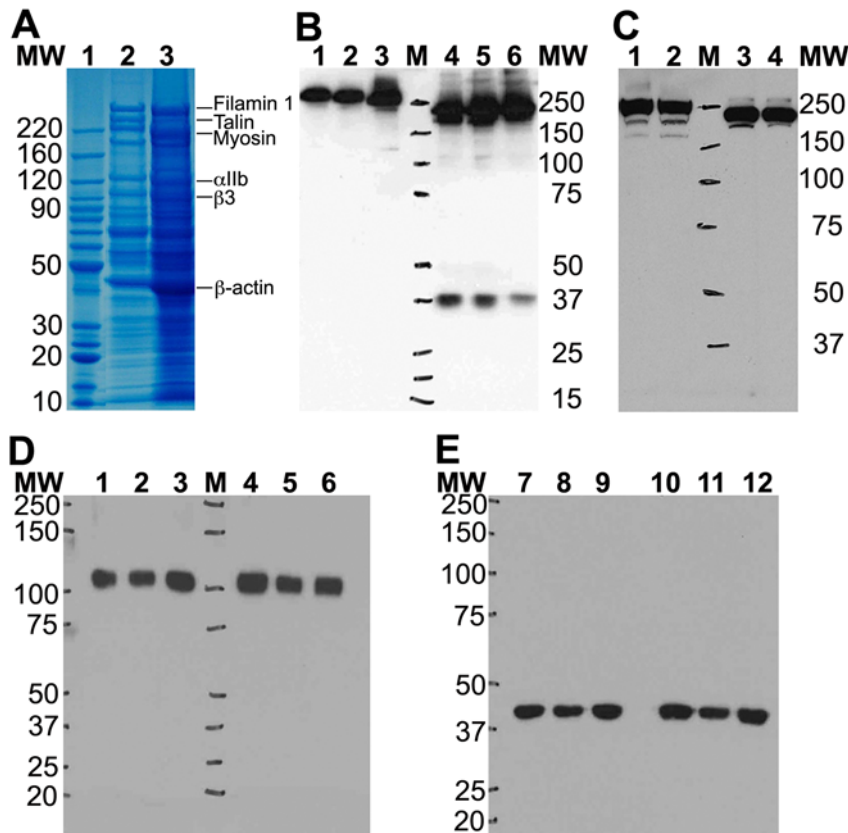 A
MW 1 2 3
Filamin 1
Talin
220
Myosin
160
120
αIIb
90
β3
50
β-actin
30
20
10
B
1 2 3 M 4 5 6 MW
250
150
100
75
50
37
25
15
C
1 2 M 3 4 MW
250
150
100
75
50
37
D
MW 1 2 3 M 4 5 6
250
150
100
75
50
37
25
20
E
MW 7 8 9 10 11 12
250
150
100
75
50
37
25
20